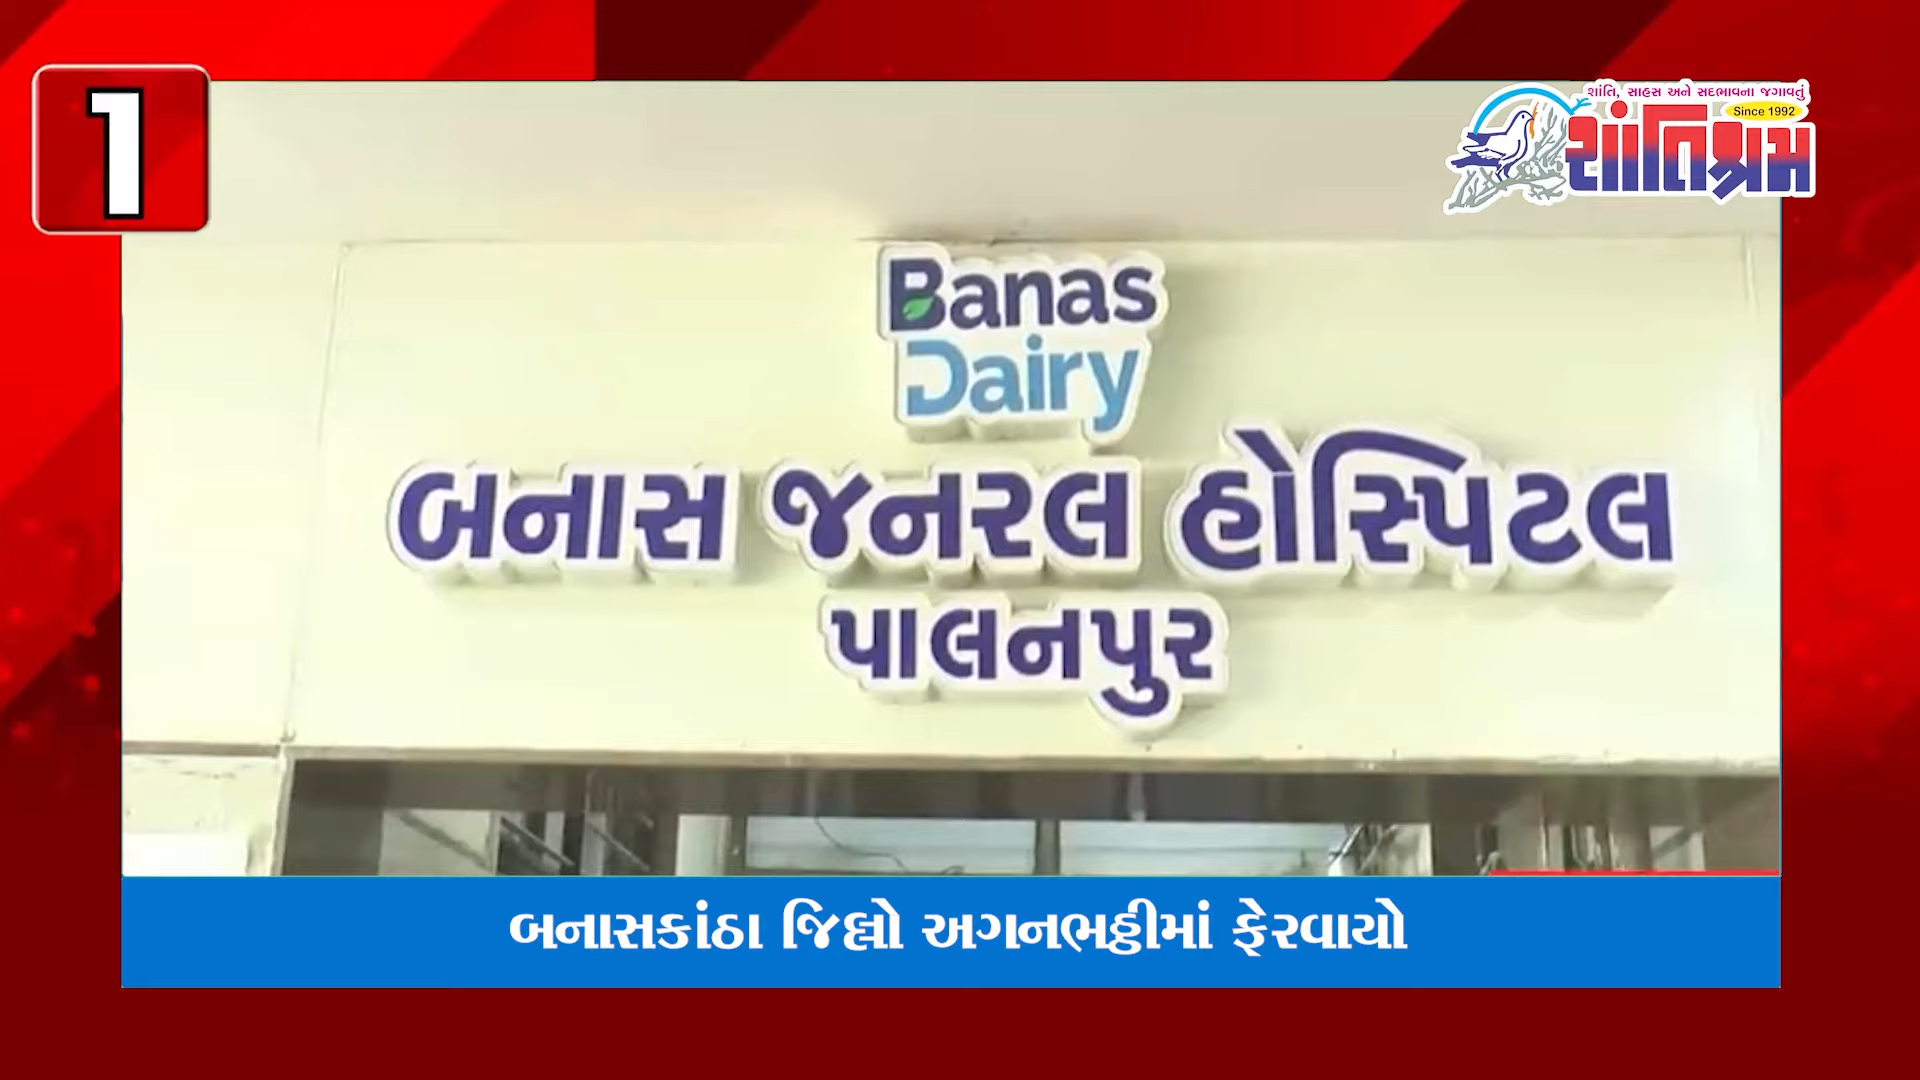 1
શાંતિ, સાહસ અને સદભાવના જગાવતું
Since 1992
શાંતિશ્રમ
Banas
Dairy
બનાસ જનરલ હોસ્પિટલ
પાલનપુર
બનાસકાંઠા જિલ્લો અગનભઠ્ઠીમાં ફેરવાયો